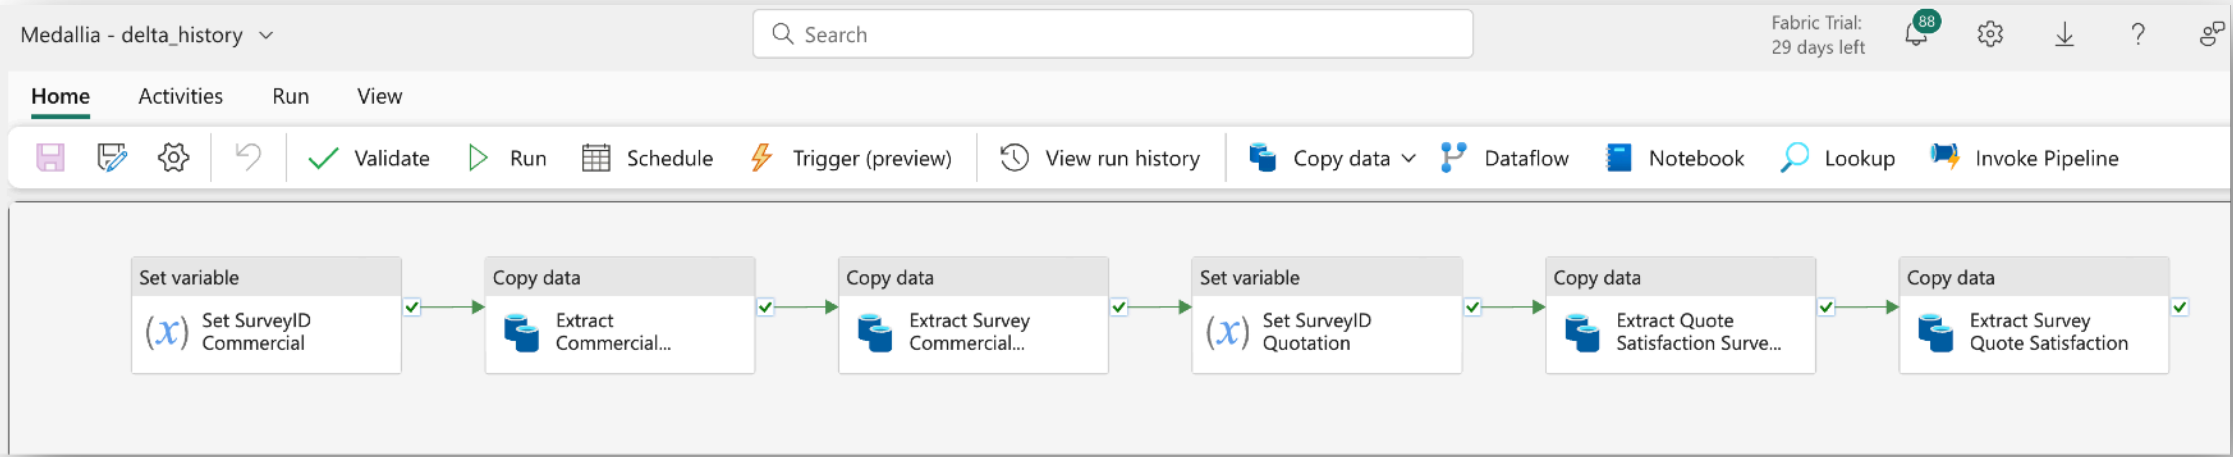 Medallia - delta_history
Search
Fabric Trial:
29 days left
88
Home Activities Run View
Validate Run Schedule Trigger (preview) View run history Copy data Dataflow Notebook Lookup Invoke Pipeline
Set variable
(x) Set SurveyID
Commercial
Copy data
Extract
Commercial...
Copy data
Extract Survey
Commercial...
Set variable
(x) Set SurveyID
Quotation
Copy data
Extract Quote
Satisfaction Surve...
Copy data
Extract Survey
Quote Satisfaction